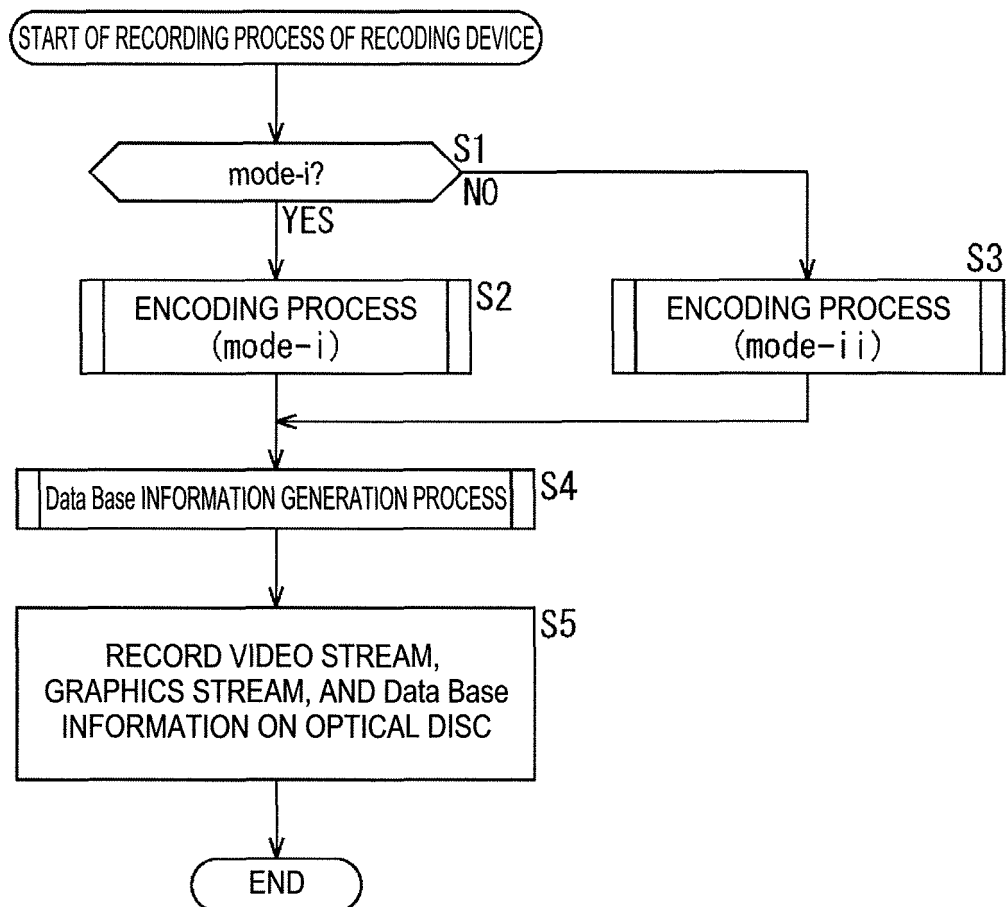 START OF RECORDING PROCESS OF RECODING DEVICE
S1
mode-i?
NO
YES
S3
S2
ENCODING PROCESS
(mode-i)
ENCODING PROCESS
(mode-ii)
Data Base INFORMATION GENERATION PROCESS
S4
S5
RECORD VIDEO STREAM,
GRAPHICS STREAM, AND Data Base
INFORMATION ON OPTICAL DISC
END